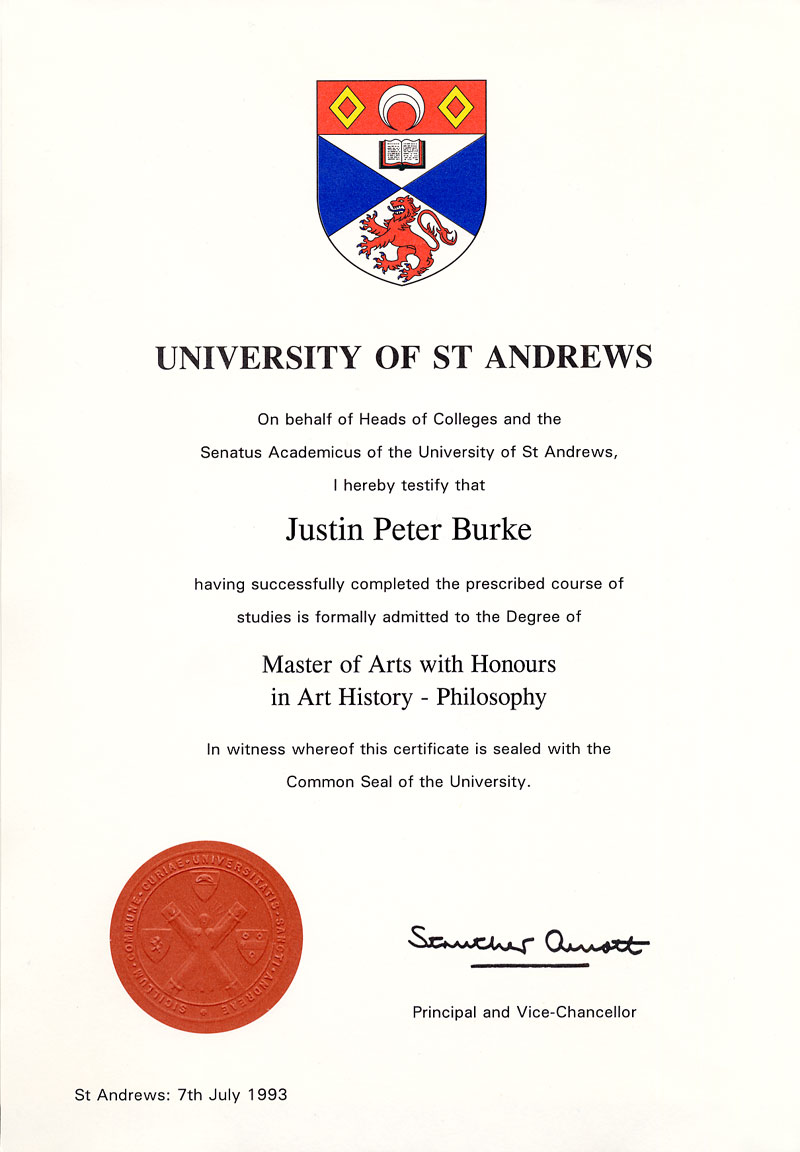 UNIVERSITY OF ST ANDREWS
On behalf of Heads of Colleges and the
Senatus Academicus of the University of St Andrews,
I hereby testify that
Justin Peter Burke
having successfully completed the prescribed course of
studies is formally admitted to the Degree of
Master of Arts with Honours
in Art History - Philosophy
In witness whereof this certificate is sealed with the
Common Seal of the University.
SIGILLUM·COMMUNE·CURIAE·UNIVERSITATIS·SANCTI·ANDREAE
Struther Arnott
Principal and Vice-Chancellor
St Andrews: 7th July 1993